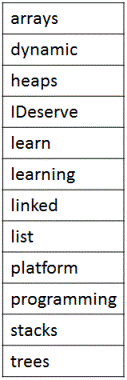 arrays
dynamic
heaps
IDeserve
learn
learning
linked
list
platform
programming
stacks
trees